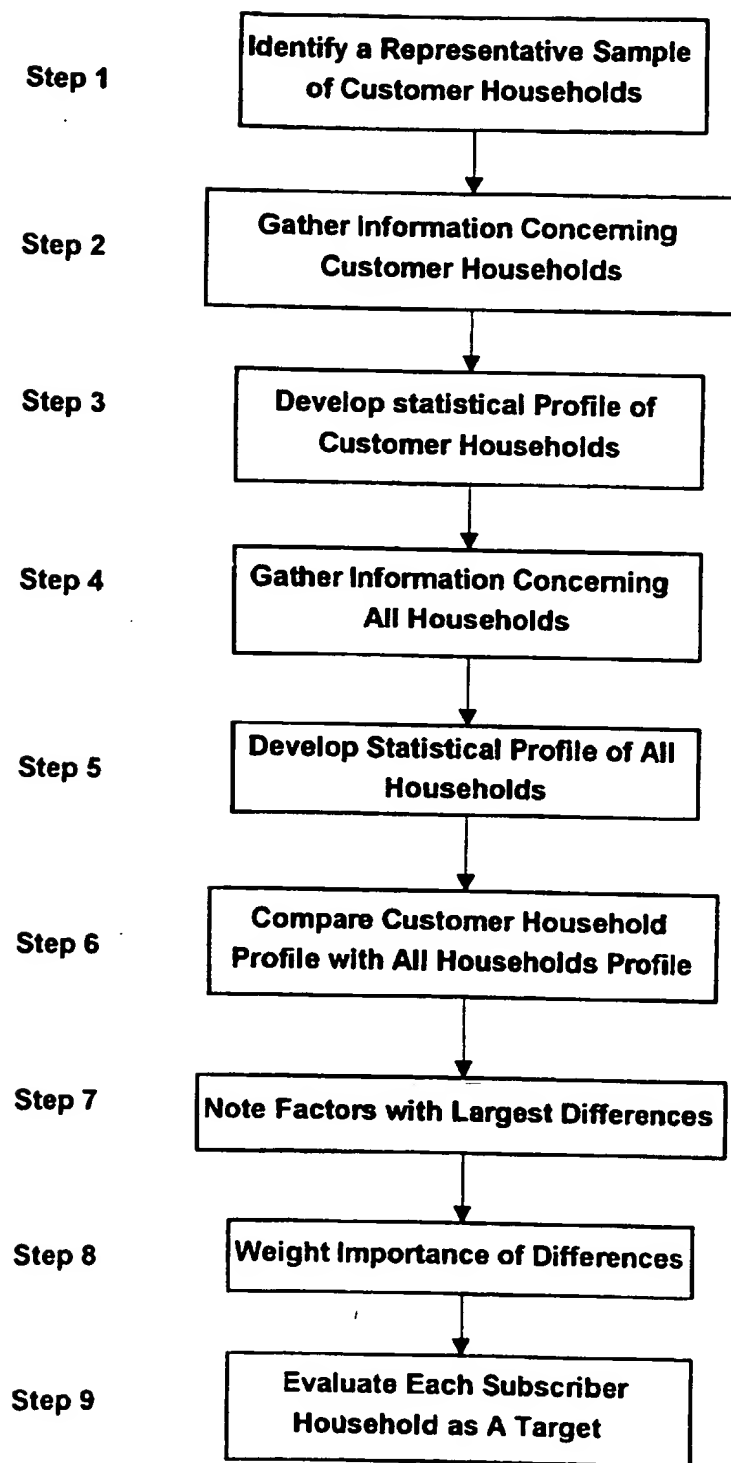 Step 1
Identify a Representative Sample
of Customer Households
Step 2
Gather Information Concerning
Customer Households
Step 3
Develop statistical Profile of
Customer Households
Step 4
Gather Information Concerning
All Households
Step 5
Develop Statistical Profile of All
Households
Step 6
Compare Customer Household
Profile with All Households Profile
Step 7
Note Factors with Largest Differences
Step 8
Weight Importance of Differences
Step 9
Evaluate Each Subscriber
Household as A Target